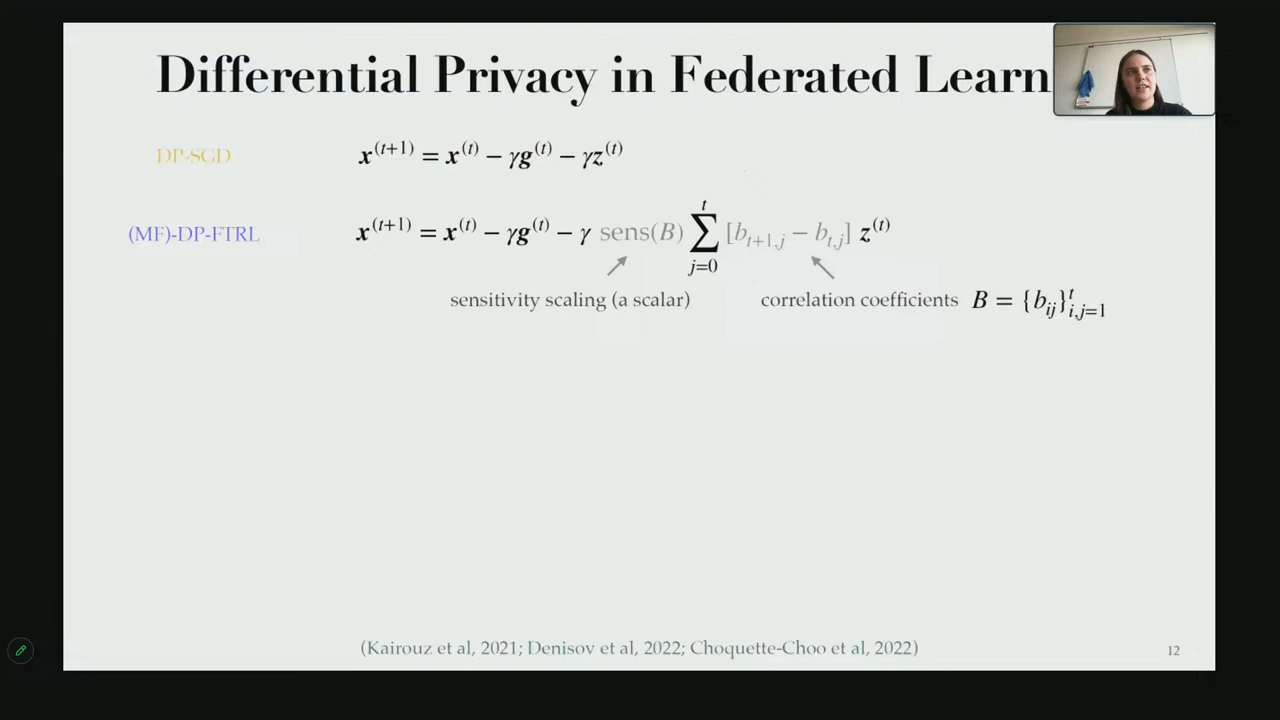 Differential Privacy in Federated Learn
DP-SGD
x^{(t+1)} = x^{(t)} − γg^{(t)} − γz^{(t)}
(MF)-DP-FTRL
x^{(t+1)} = x^{(t)} − γg^{(t)} − γ sens(B) ∑_{j=0}^{t} [b_{t+1,j} − b_{t,j}] z^{(t)}
sensitivity scaling (a scalar)
correlation coefficients B = {b_{ij}}_{i,j=1}^{t}
(Kairouz et al, 2021; Denisov et al, 2022; Choquette-Choo et al, 2022)
12